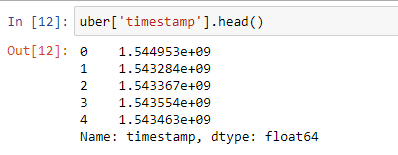 In [12]: uber['timestamp'].head()
Out[12]: 0    1.544953e+09
1    1.543284e+09
2    1.543367e+09
3    1.543554e+09
4    1.543463e+09
Name: timestamp, dtype: float64